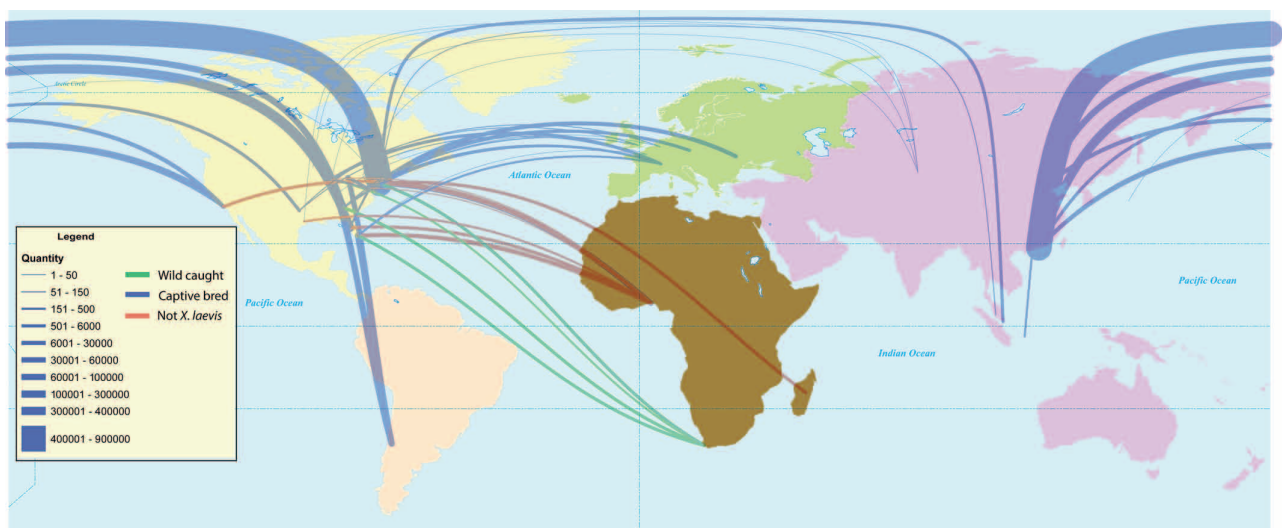 Arctic Circle
Atlantic Ocean
Pacific Ocean
Pacific Ocean
Indian Ocean
Legend
Quantity
1 - 50
51 - 150
151 - 500
501 - 6000
6001 - 30000
30001 - 60000
60001 - 100000
100001 - 300000
300001 - 400000
400001 - 900000
Wild caught
Captive bred
Not X. laevis